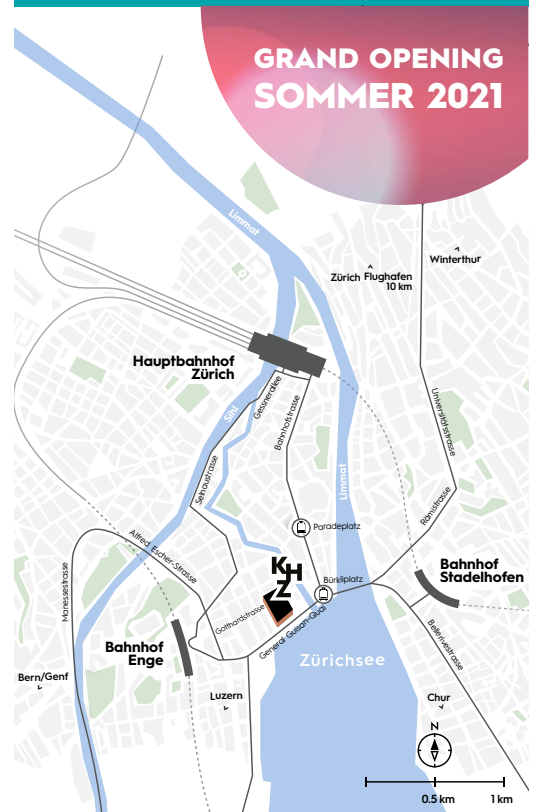 GRAND OPENING
SOMMER 2021
Limmat
Winterthur
Zürich Flughafen
10 km
Hauptbahnhof
Zürich
Gessnerallee
Bahnhofstrasse
Universitätsstrasse
Sihl
Selnaustrasse
Limmat
Rämistrasse
Paradeplatz
Alfred Escher-Strasse
Manessestrasse
KHZ
Bürkliplatz
Bahnhof
Stadelhofen
Gotthardstrasse
General Guisan-Quai
Bellerivestrasse
Bahnhof
Enge
Zürichsee
Bern/Genf
Luzern
Chur
N
0.5 km
1 km